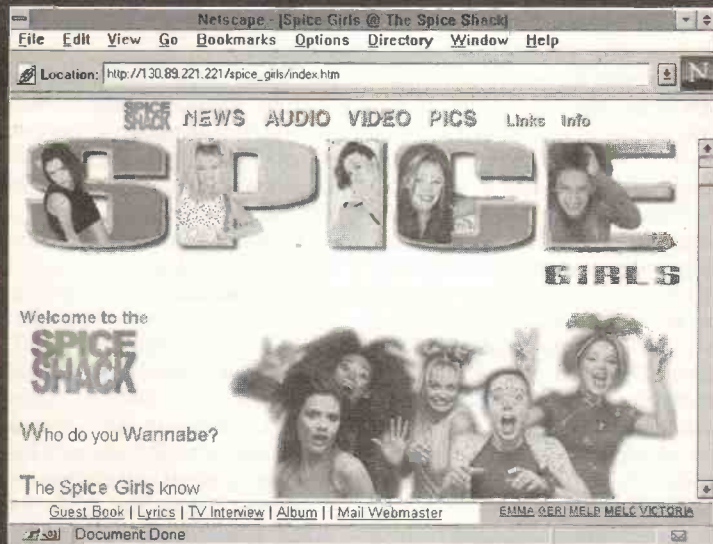 Netscape - [Spice Girls @ The Spice Shack]
File Edit View Go Bookmarks Options Directory Window Help
Location: http://130.89.221.221/spice_girls/index.htm
N
SPICE SHACK NEWS AUDIO VIDEO PICS Links Info
SPICE
GIRLS
Welcome to the
SPICE
SHACK
Who do you Wannabe?
The Spice Girls know
Guest Book | Lyrics | TV Interview | Album | | Mail Webmaster EMMA GERI MELB MELC VICTORIA
Document Done